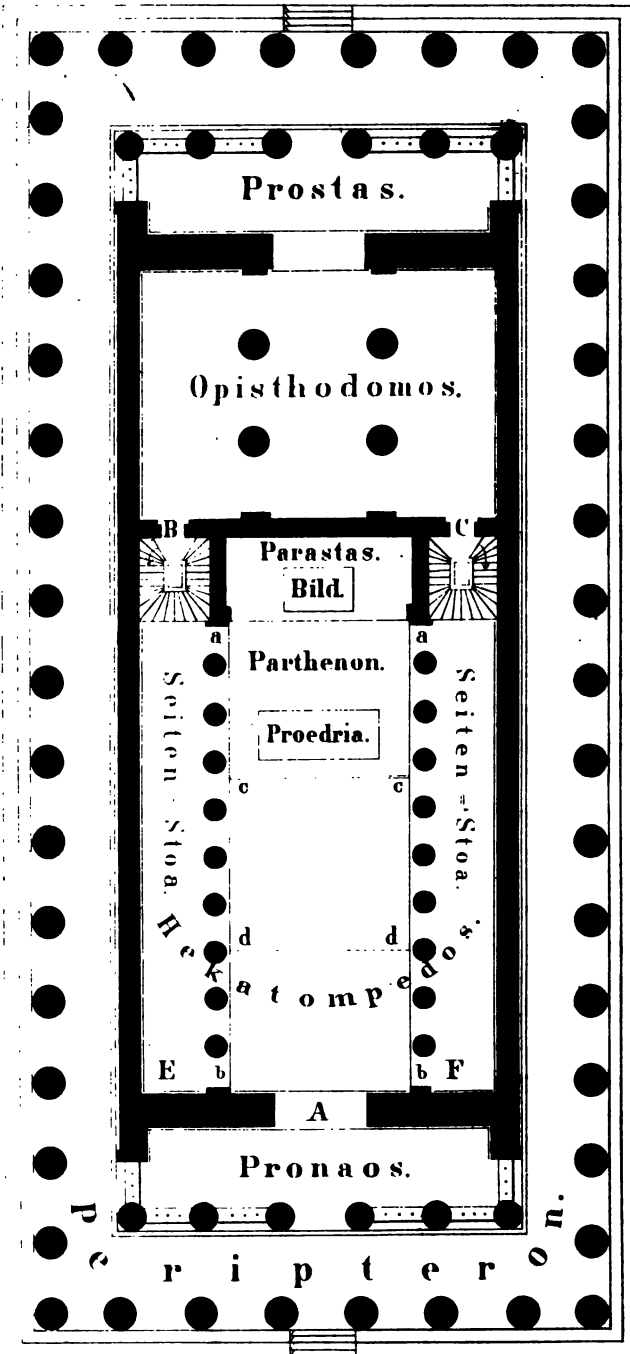 Prostas.
Opisthodomos.
B
C
Parastas.
Bild.
a
a
Parthenon.
Seiten-Stoa.
Seiten=Stoa.
Proedria.
c
c
d
d
Hekatompedos.
E
b
b
F
A
Pronaos.
Peripteron.